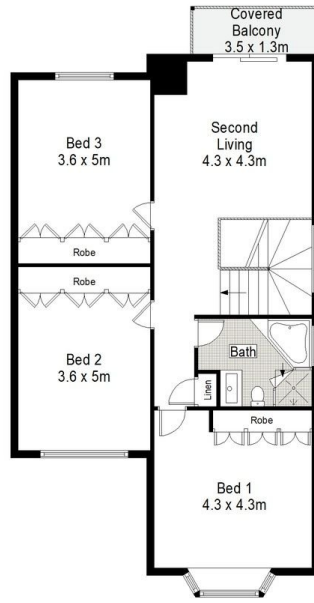 Covered
Balcony
3.5 x 1.3m
Bed 3
3.6 x 5m
Second
Living
4.3 x 4.3m
Robe
Robe
Bed 2
3.6 x 5m
Bath
Linen
Robe
Bed 1
4.3 x 4.3m